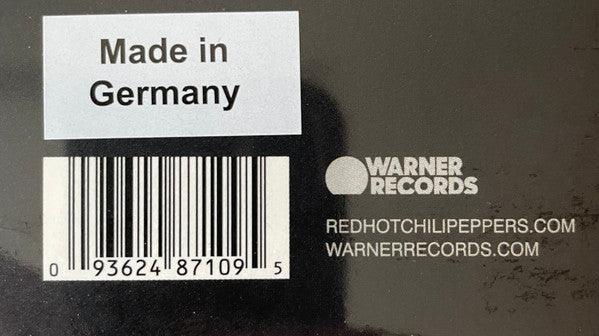 Made in
Germany
WARNER
RECORDS
REDHOTCHILIPEPPERS.COM
WARNERRECORDS.COM
0 93624 87109 5